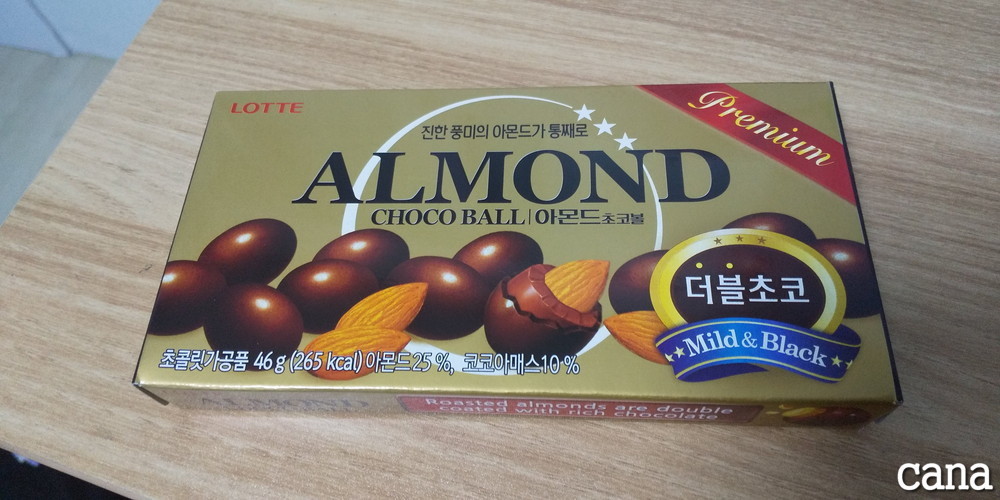 LOTTE
Premium
진한 풍미의 아몬드가 통째로
ALMOND
CHOCO BALL | 아몬드초코볼
더블초코
Mild & Black
초콜릿가공품 46 g (265 kcal) 아몬드 25 %, 코코아매스 10 %
ALMOND
Roasted almonds are double
coated with rich chocolate
cana